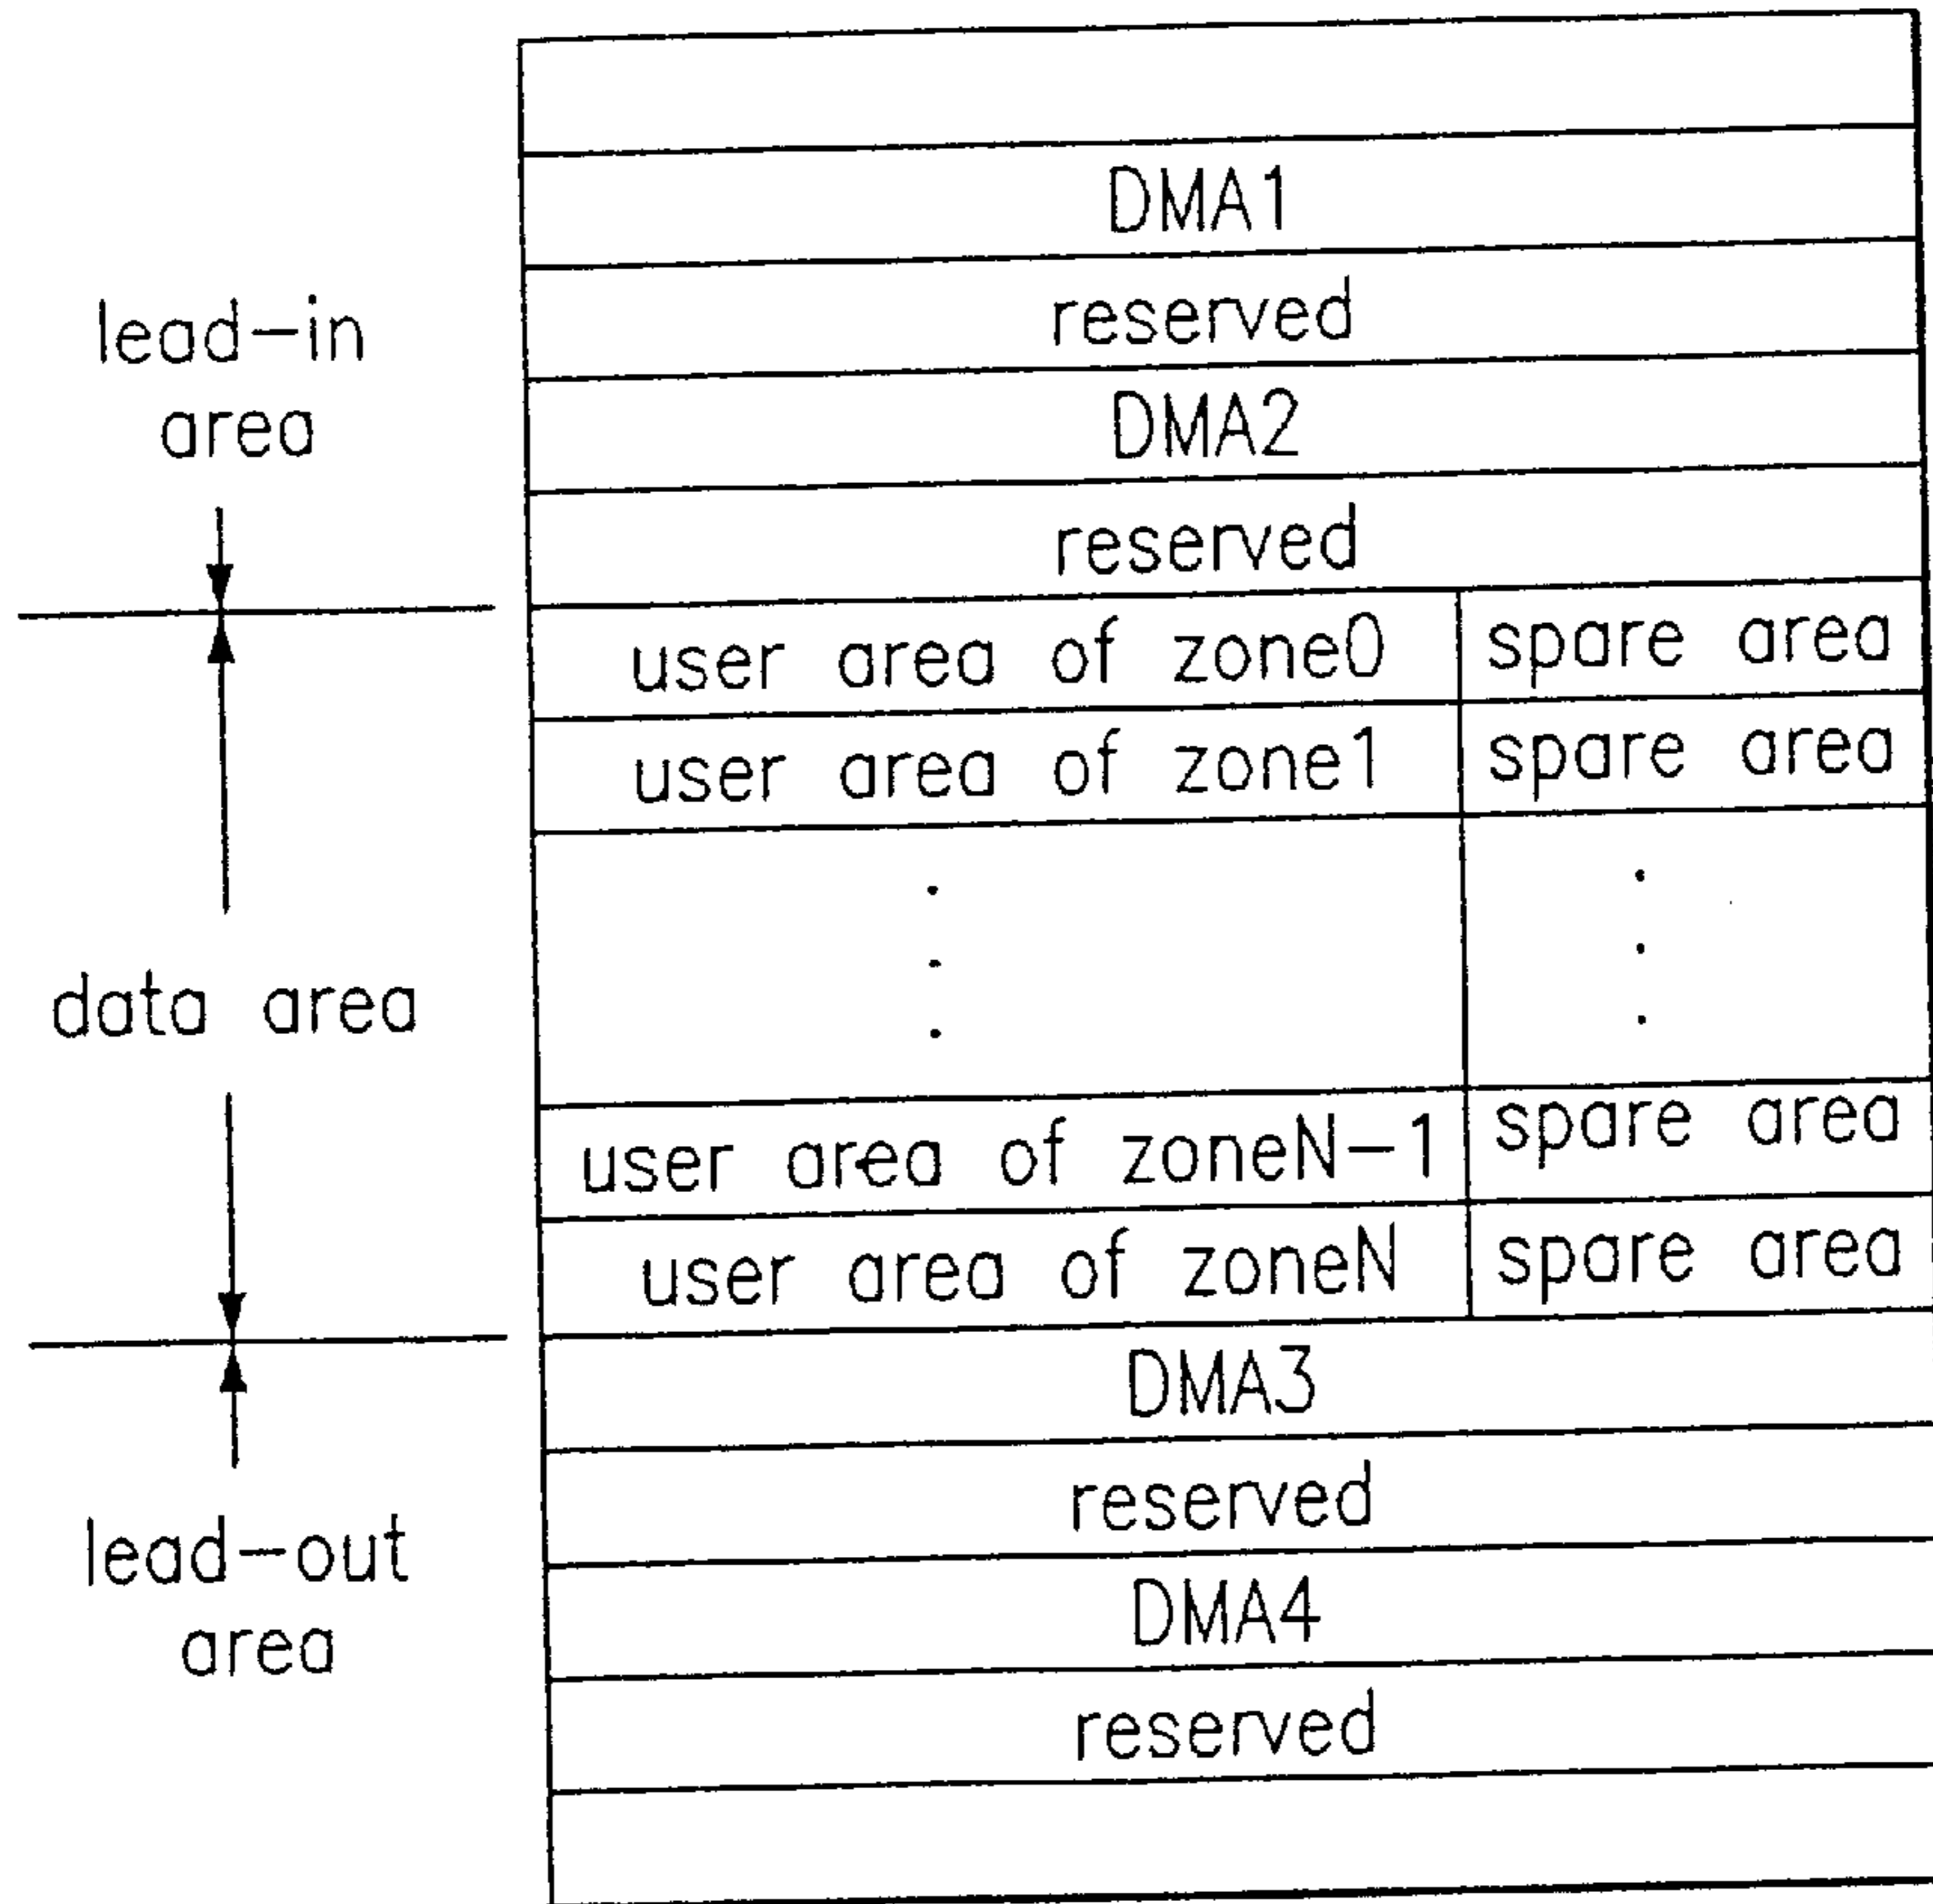 DMA1
reserved
lead-in
area
DMA2
reserved
user area of zone0 spare area
user area of zone1 spare area
data area
user area of zoneN-1 spare area
user area of zoneN spare area
DMA3
reserved
lead-out
area
DMA4
reserved